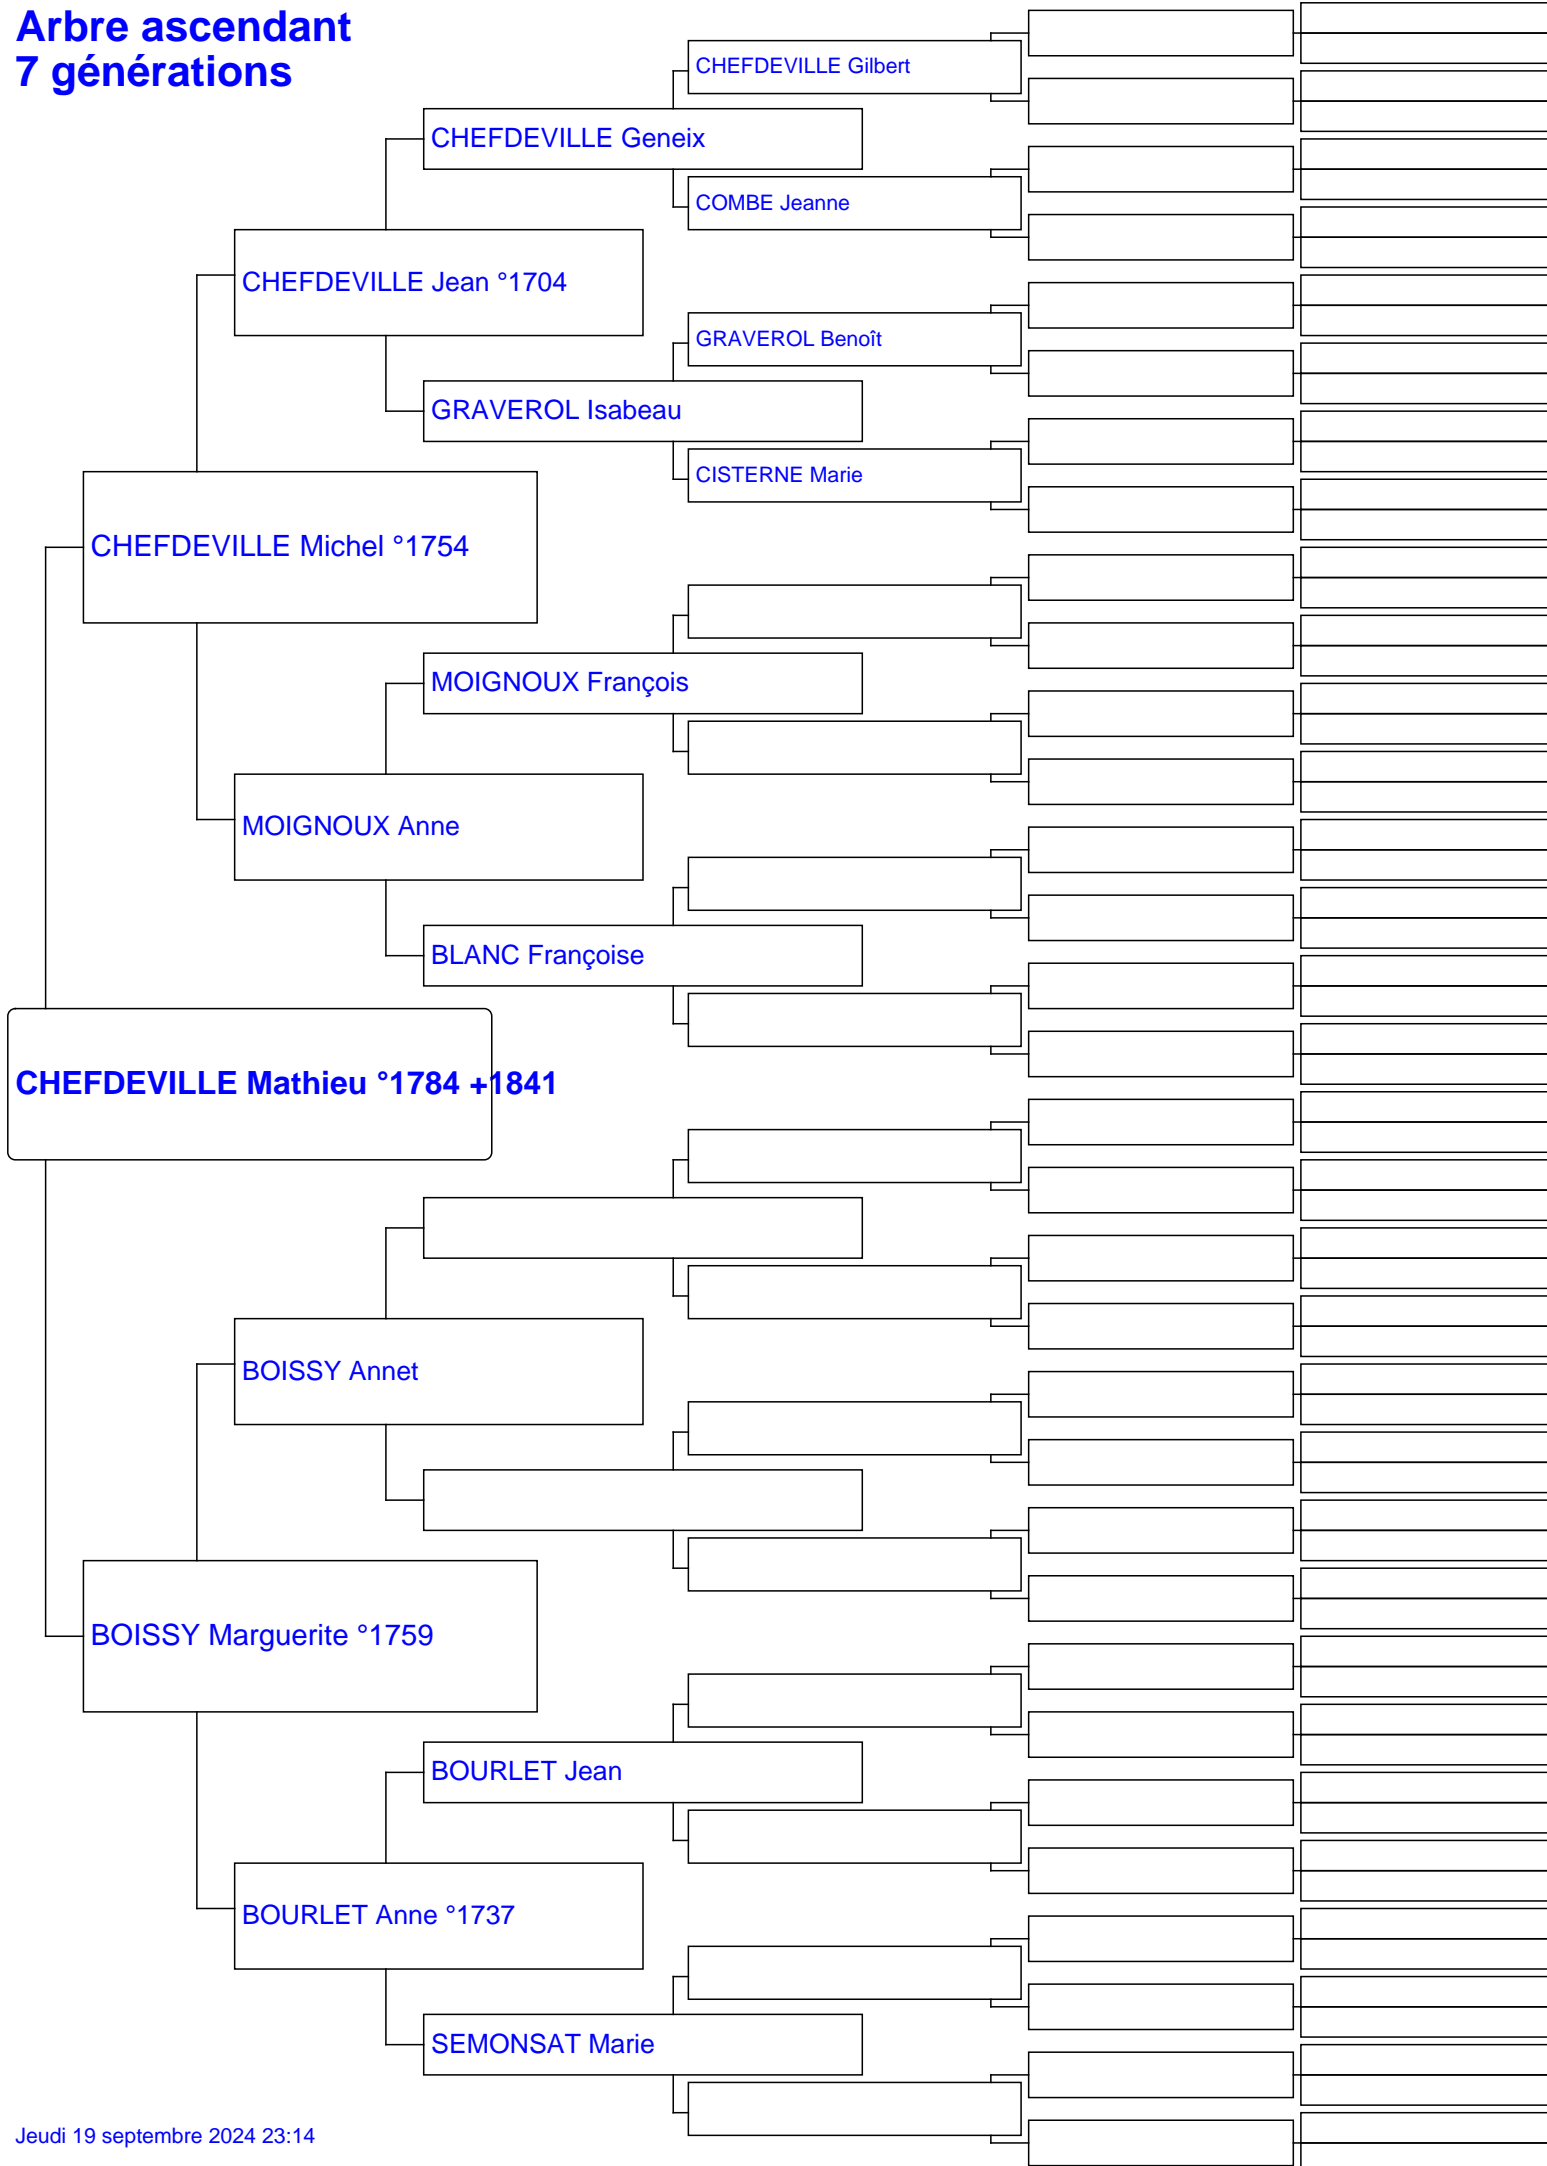 Arbre ascendant
7 générations
CHEFDEVILLE Gilbert
CHEFDEVILLE Geneix
COMBE Jeanne
CHEFDEVILLE Jean °1704
GRAVEROL Benoît
GRAVEROL Isabeau
CISTERNE Marie
CHEFDEVILLE Michel °1754
MOIGNOUX François
MOIGNOUX Anne
BLANC Françoise
CHEFDEVILLE Mathieu °1784 +1841
BOISSY Annet
BOISSY Marguerite °1759
BOURLET Jean
BOURLET Anne °1737
SEMONSAT Marie
Jeudi 19 septembre 2024 23:14